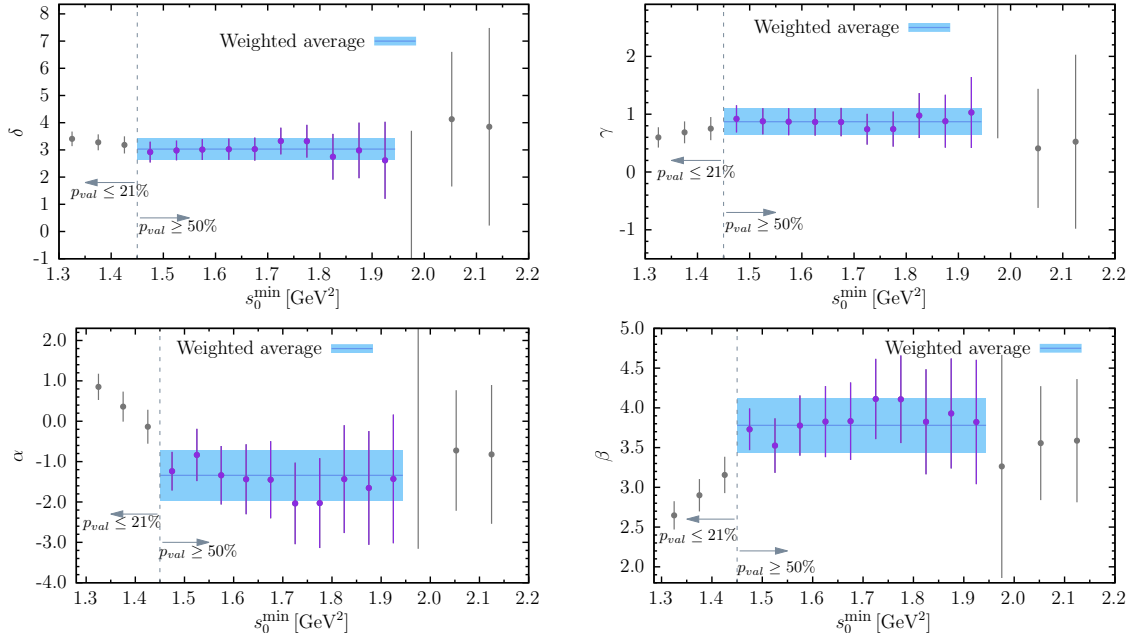 Weighted average
δ
8
7
6
5
4
3
2
1
0
-1
p_val ≤ 21%
p_val ≥ 50%
1.3 1.4 1.5 1.6 1.7 1.8 1.9 2.0 2.1 2.2
s_0^min [GeV^2]
Weighted average
γ
2
1
0
-1
p_val ≤ 21%
p_val ≥ 50%
1.3 1.4 1.5 1.6 1.7 1.8 1.9 2.0 2.1 2.2
s_0^min [GeV^2]
Weighted average
α
2.0
1.0
0.0
-1.0
-2.0
-3.0
-4.0
p_val ≤ 21%
p_val ≥ 50%
1.3 1.4 1.5 1.6 1.7 1.8 1.9 2.0 2.1 2.2
s_0^min [GeV^2]
Weighted average
β
5.0
4.5
4.0
3.5
3.0
2.5
2.0
p_val ≤ 21%
p_val ≥ 50%
1.3 1.4 1.5 1.6 1.7 1.8 1.9 2.0 2.1 2.2
s_0^min [GeV^2]